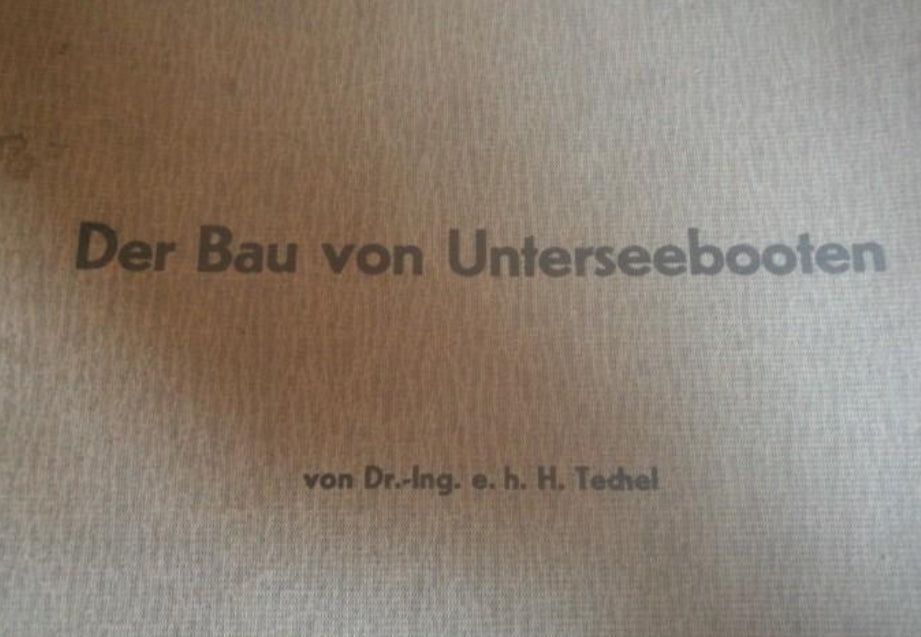 Der Bau von Unterseebooten
von Dr.-Ing. e. h. H. Techel